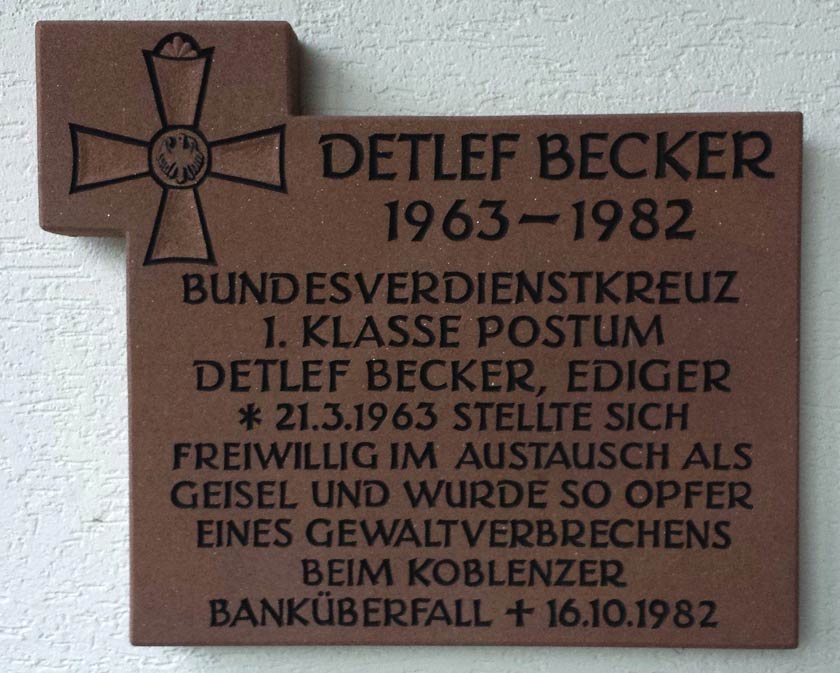 DETLEF BECKER
1963–1982
BUNDESVERDIENSTKREUZ
1. KLASSE POSTUM
DETLEF BECKER, EDIGER
* 21.3.1963 STELLTE SICH
FREIWILLIG IM AUSTAUSCH ALS
GEISEL UND WURDE SO OPFER
EINES GEWALTVERBRECHENS
BEIM KOBLENZER
BANKÜBERFALL † 16.10.1982